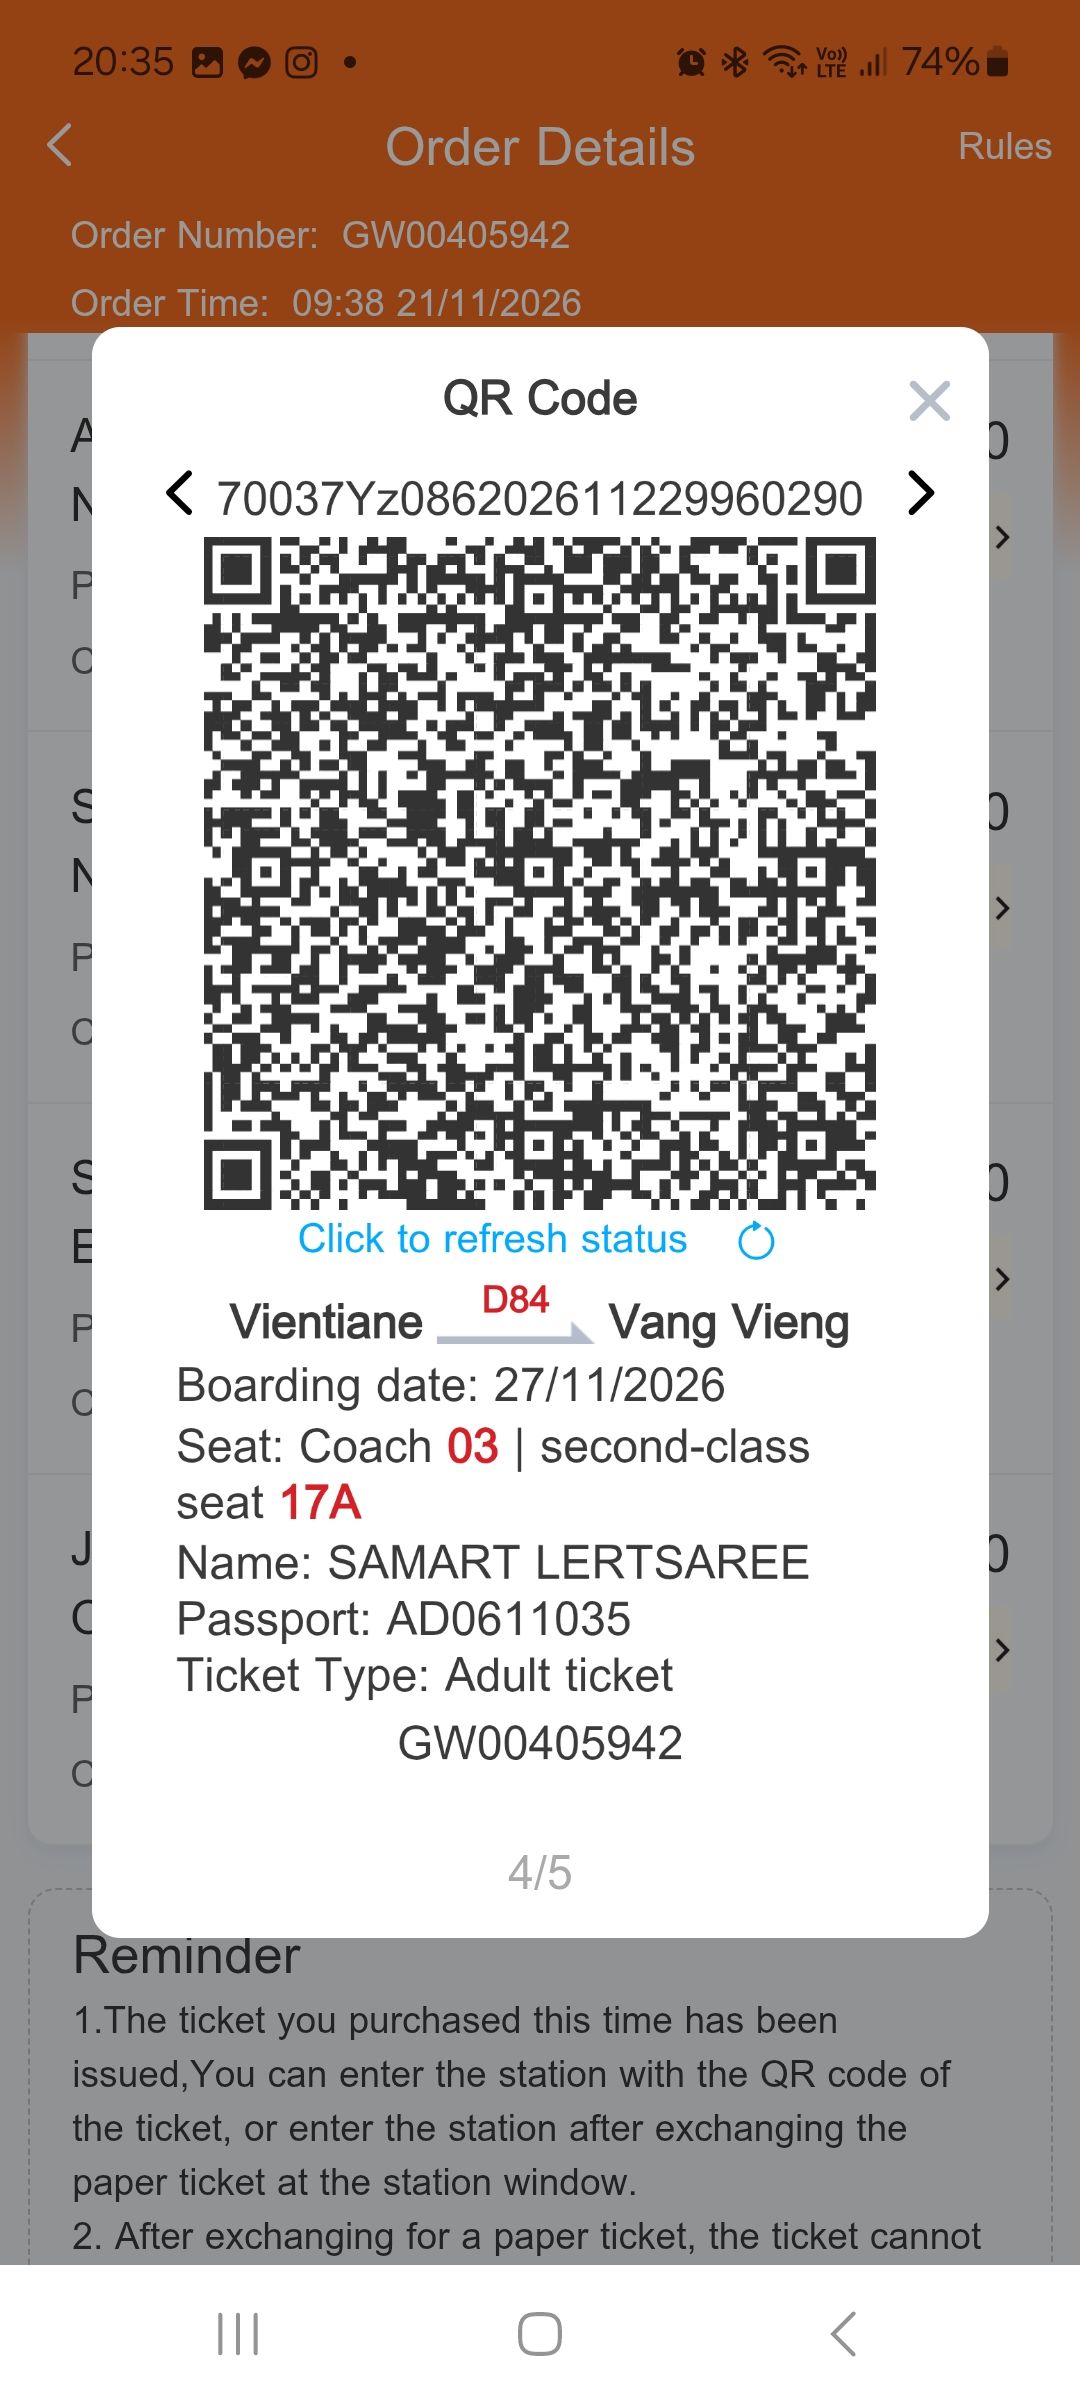 20:35
Vo)) LTE 74%
Order Details
Rules
Order Number: GW00405942
Order Time: 09:38 21/11/2026
QR Code
70037Yz086202611229960290
Click to refresh status
D84
Vientiane Vang Vieng
Boarding date: 27/11/2026
Seat: Coach 03 | second-class
seat 17A
Name: SAMART LERTSAREE
Passport: AD0611035
Ticket Type: Adult ticket
GW00405942
4/5
Reminder
1.The ticket you purchased this time has been
issued,You can enter the station with the QR code of
the ticket, or enter the station after exchanging the
paper ticket at the station window.
2. After exchanging for a paper ticket, the ticket cannot